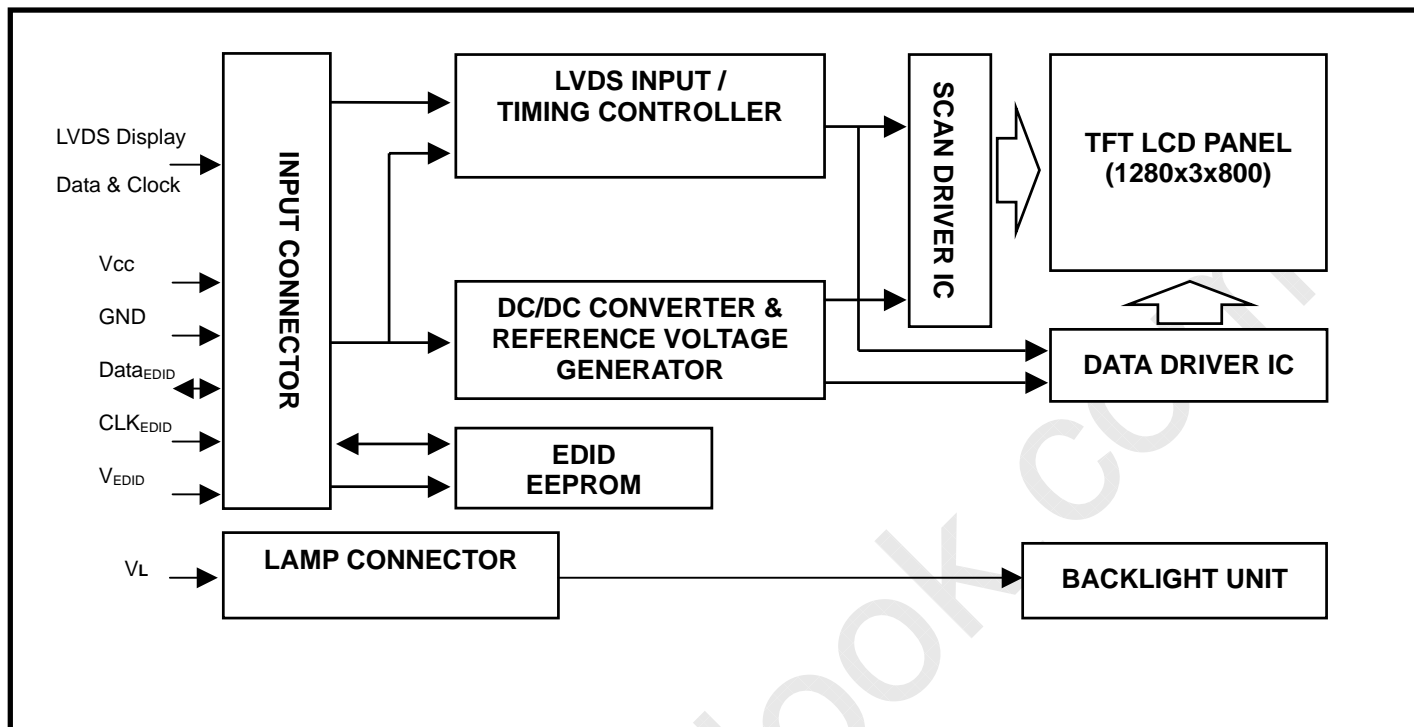 LVDS Display
Data & Clock
Vcc
GND
DataEDID
CLKEDID
VEDID
VL
INPUT CONNECTOR
LVDS INPUT /
TIMING CONTROLLER
DC/DC CONVERTER &
REFERENCE VOLTAGE
GENERATOR
EDID
EEPROM
SCAN DRIVER IC
TFT LCD PANEL
(1280x3x800)
DATA DRIVER IC
LAMP CONNECTOR
BACKLIGHT UNIT